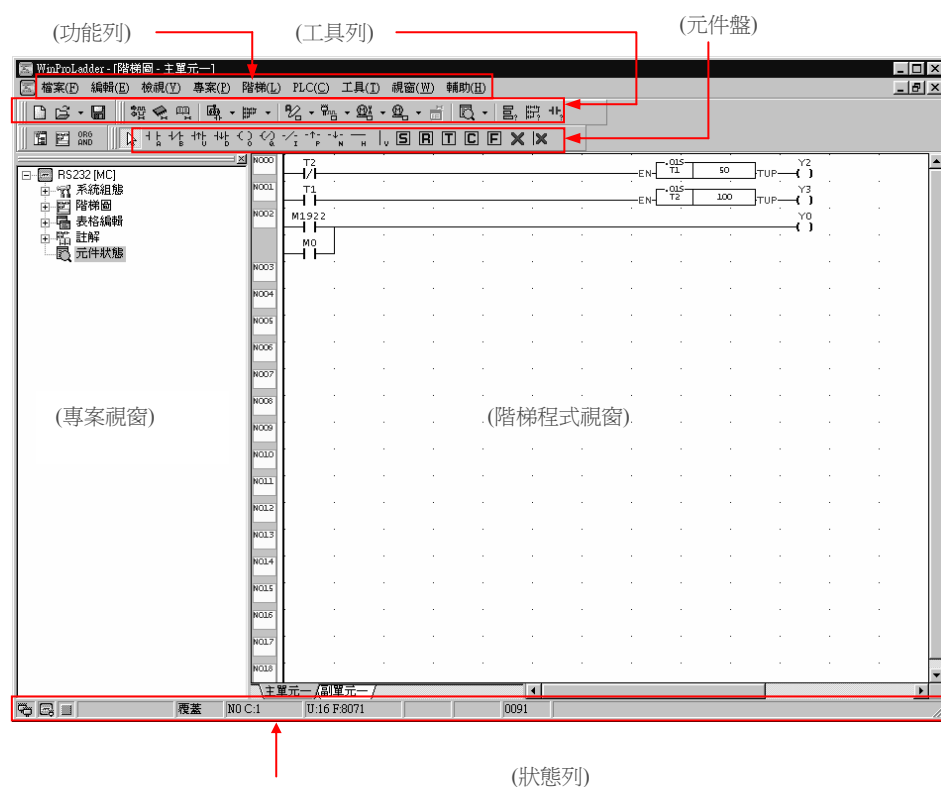 (功能列)
(工具列)
(元件盤)
WinProLadder - [階梯圖 - 主單元一]
檔案(F) 編輯(E) 檢視(V) 專案(P) 階梯(L) PLC(C) 工具(T) 視窗(W) 輔助(H)
ORG
AND
A B U D O Q I P N H V S R T C F
RS232 [MC]
系統組態
階梯圖
表格編輯
註解
元件狀態
N000 T2 EN .01S T1 50 TUP Y2
N001 T1 EN .01S T2 100 TUP Y3
N002 M1922 Y0
M0
N003
N004
N005
N006
N007
N008
(專案視窗)
(階梯程式視窗)
N009
N010
N011
N012
N013
N014
N015
N016
N017
N018
主單元一 副單元一
覆蓋 N0 C:1 U:16 F:8071 0091
(狀態列)